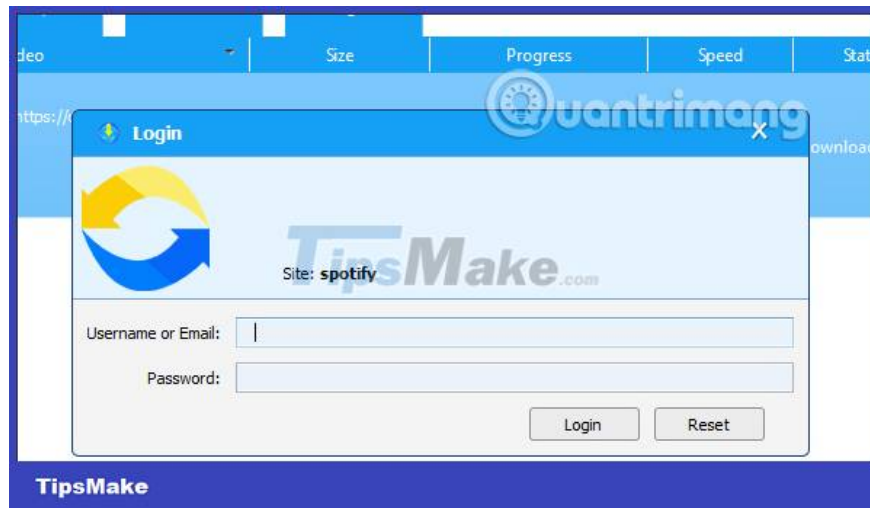 deo Size Progress Speed Stat
https://
Quantrimang
Login
ownload
TipsMake.com
Site: spotify
Username or Email:
Password:
Login Reset
TipsMake